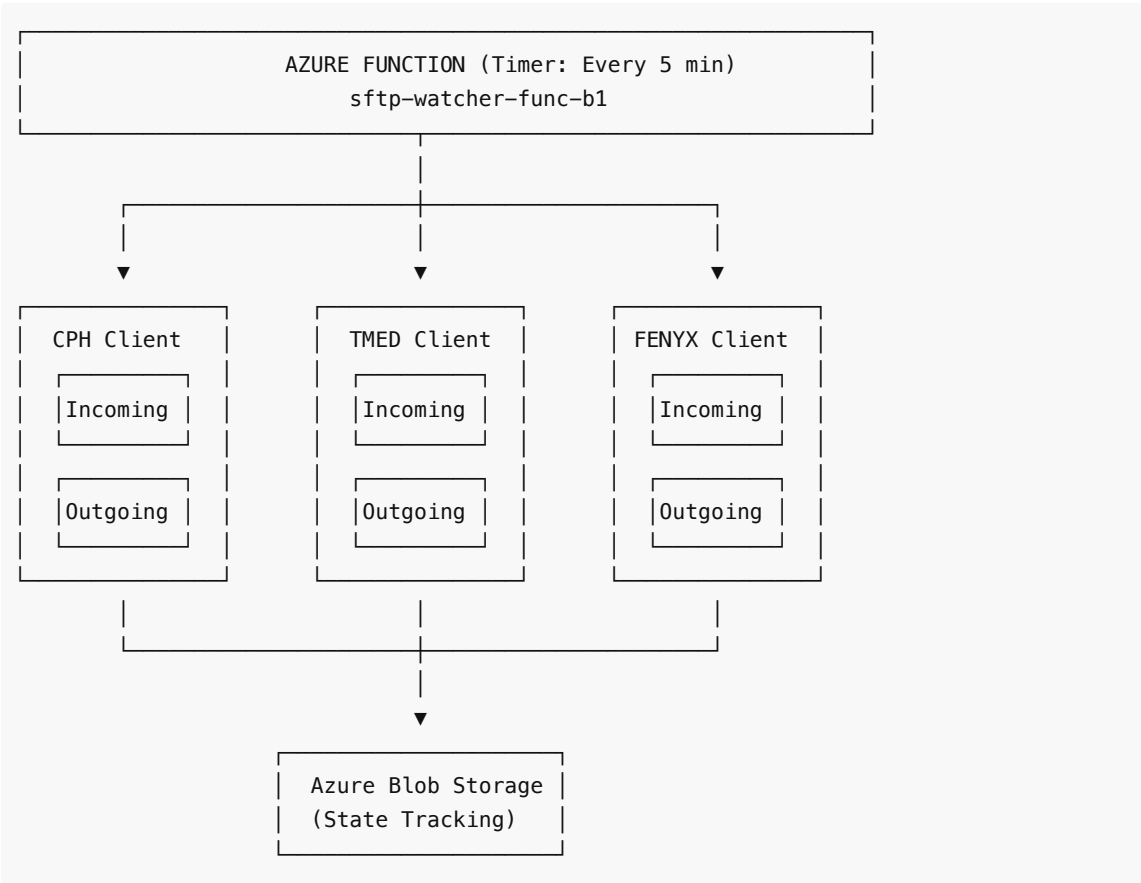 AZURE FUNCTION (Timer: Every 5 min)
sftp-watcher-func-b1
CPH Client
TMED Client
FENYX Client
Incoming
Incoming
Incoming
Outgoing
Outgoing
Outgoing
Azure Blob Storage
(State Tracking)